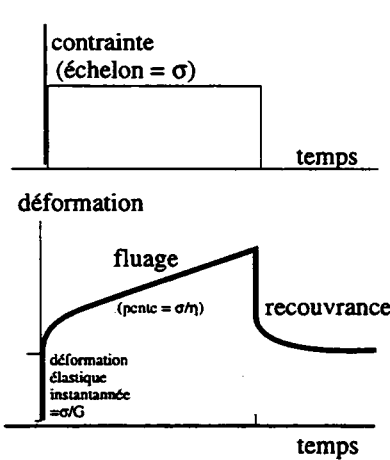 contrainte
(échelon = σ)
temps
déformation
fluage
(pente = σ/η)
recouvrance
déformation
élastique
instantannée
=σ/G
temps